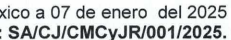 xico a 07 de enero del 2025
: SA/CJ/CMCyJR/001/2025.